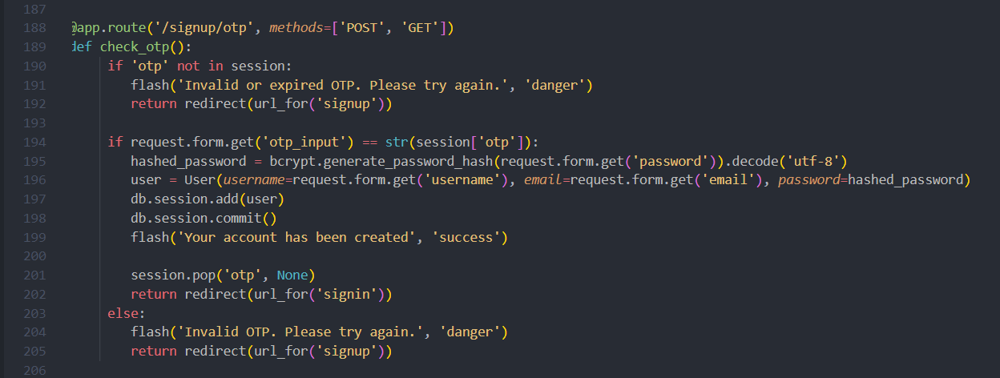 187
188 @app.route('/signup/otp', methods=['POST', 'GET'])
189 def check_otp():
190 if 'otp' not in session:
191 flash('Invalid or expired OTP. Please try again.', 'danger')
192 return redirect(url_for('signup'))
193
194 if request.form.get('otp_input') == str(session['otp']):
195 hashed_password = bcrypt.generate_password_hash(request.form.get('password')).decode('utf-8')
196 user = User(username=request.form.get('username'), email=request.form.get('email'), password=hashed_password)
197 db.session.add(user)
198 db.session.commit()
199 flash('Your account has been created', 'success')
200
201 session.pop('otp', None)
202 return redirect(url_for('signin'))
203 else:
204 flash('Invalid OTP. Please try again.', 'danger')
205 return redirect(url_for('signup'))
206